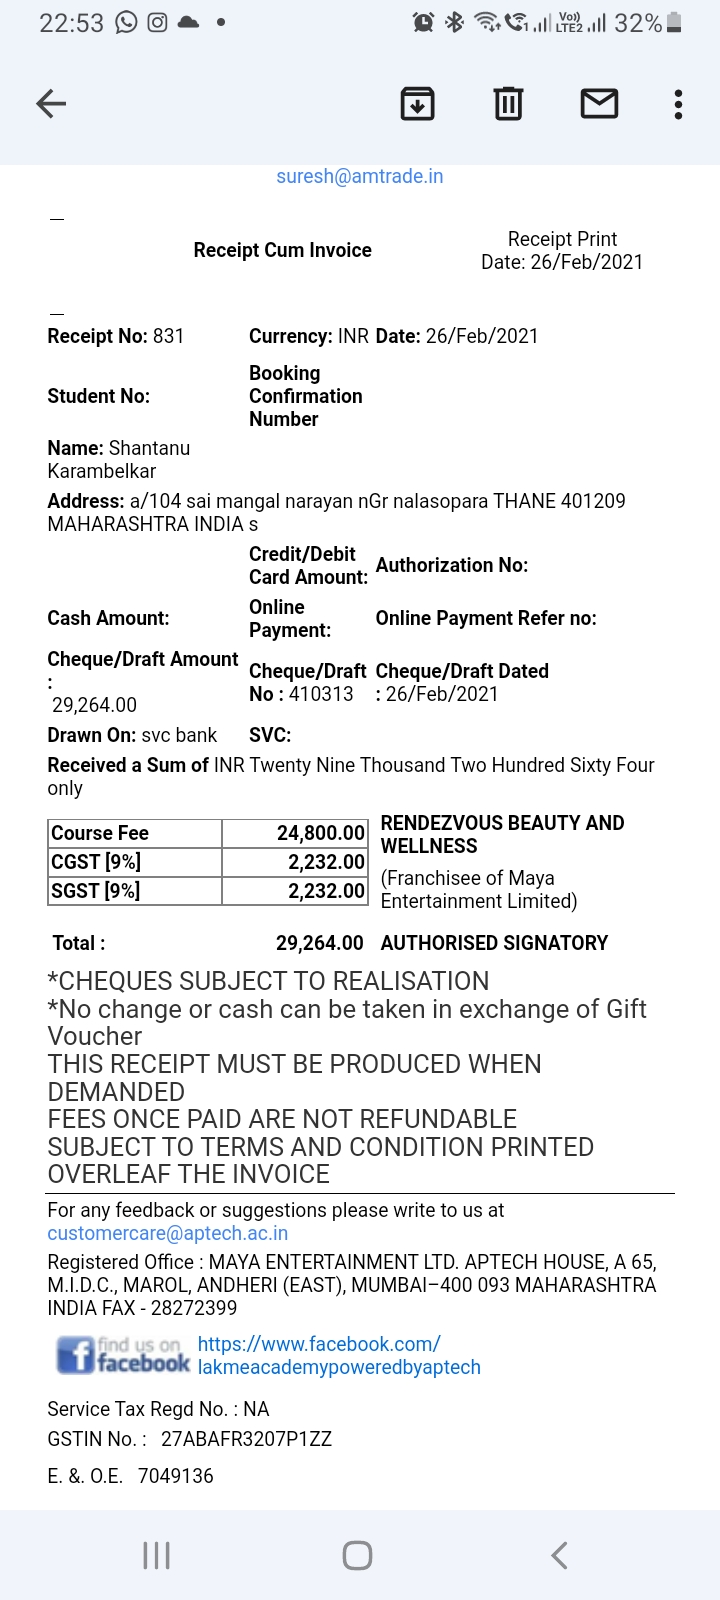 22:53
1 Vo)) LTE2 32%
suresh@amtrade.in
Receipt Cum Invoice
Receipt Print
Date: 26/Feb/2021
Receipt No: 831 Currency: INR Date: 26/Feb/2021
Student No:
Booking
Confirmation
Number
Name: Shantanu
Karambelkar
Address: a/104 sai mangal narayan nGr nalasopara THANE 401209
MAHARASHTRA INDIA s
Credit/Debit
Card Amount:
Authorization No:
Cash Amount:
Online
Payment:
Online Payment Refer no:
Cheque/Draft Amount
:
29,264.00
Cheque/Draft
No : 410313
Cheque/Draft Dated
: 26/Feb/2021
Drawn On: svc bank SVC:
Received a Sum of INR Twenty Nine Thousand Two Hundred Sixty Four
only
Course Fee 24,800.00
CGST [9%] 2,232.00
SGST [9%] 2,232.00
RENDEZVOUS BEAUTY AND
WELLNESS
(Franchisee of Maya
Entertainment Limited)
Total : 29,264.00 AUTHORISED SIGNATORY
*CHEQUES SUBJECT TO REALISATION
*No change or cash can be taken in exchange of Gift
Voucher
THIS RECEIPT MUST BE PRODUCED WHEN
DEMANDED
FEES ONCE PAID ARE NOT REFUNDABLE
SUBJECT TO TERMS AND CONDITION PRINTED
OVERLEAF THE INVOICE
For any feedback or suggestions please write to us at
customercare@aptech.ac.in
Registered Office : MAYA ENTERTAINMENT LTD. APTECH HOUSE, A 65,
M.I.D.C., MAROL, ANDHERI (EAST), MUMBAI–400 093 MAHARASHTRA
INDIA FAX - 28272399
find us on
facebook
https://www.facebook.com/
lakmeacademypoweredbyaptech
Service Tax Regd No. : NA
GSTIN No. : 27ABAFR3207P1ZZ
E. &. O.E. 7049136